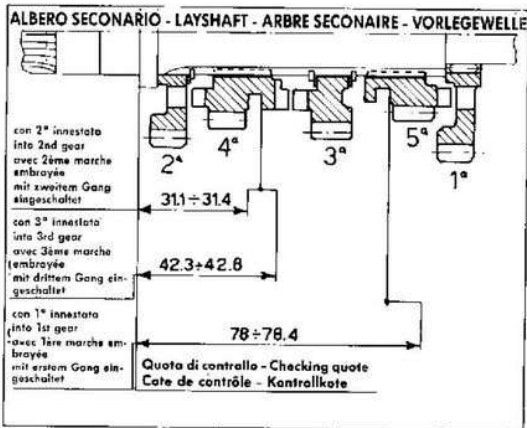 ALBERO SECONARIO - LAYSHAFT - ARBRE SECONAIRE - VORLEGEWELLE
2ª
4ª
3ª
5ª
1ª
con 2ª innestata
into 2nd gear
avec 2ème marche
embrayée
mit zweitem Gang
eingeschaltet
31.1÷31.4
con 3ª innestata
into 3rd gear
avec 3ème marche
embrayée
mit drittem Gang ein-
geschaltet
42.3÷42.8
con 1ª innestata
into 1st gear
avec 1ère marche em-
brayée
mit erstem Gang ein-
geschaltet
78÷78.4
Quota di controllo - Checking quote
Cote de contrôle - Kontrollkote